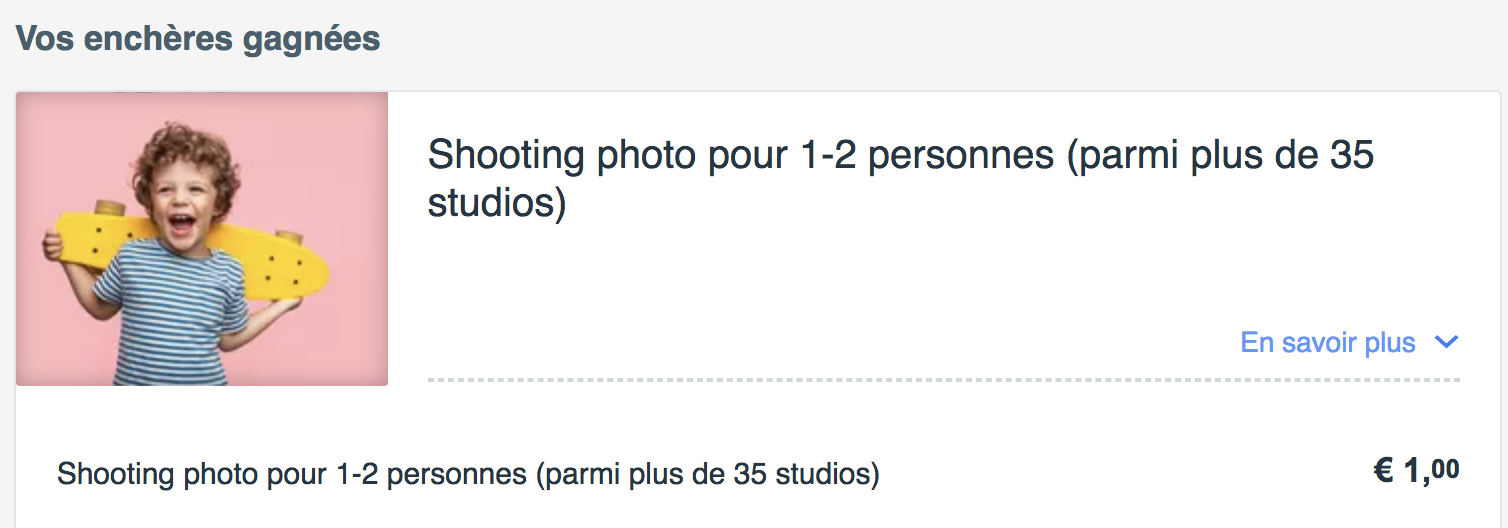 Vos enchères gagnées
Shooting photo pour 1-2 personnes (parmi plus de 35
studios)
En savoir plus
Shooting photo pour 1-2 personnes (parmi plus de 35 studios)
€ 1,00